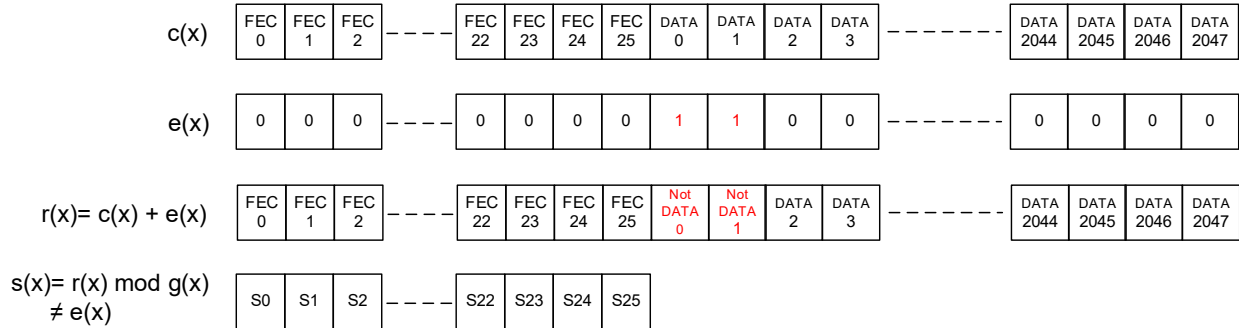 c(x) FEC 0 FEC 1 FEC 2 FEC 22 FEC 23 FEC 24 FEC 25 DATA 0 DATA 1 DATA 2 DATA 3 DATA 2044 DATA 2045 DATA 2046 DATA 2047
e(x) 0 0 0 0 0 0 0 1 1 0 0 0 0 0 0
r(x)= c(x) + e(x) FEC 0 FEC 1 FEC 2 FEC 22 FEC 23 FEC 24 FEC 25 Not DATA 0 Not DATA 1 DATA 2 DATA 3 DATA 2044 DATA 2045 DATA 2046 DATA 2047
s(x)= r(x) mod g(x)
≠ e(x) S0 S1 S2 S22 S23 S24 S25